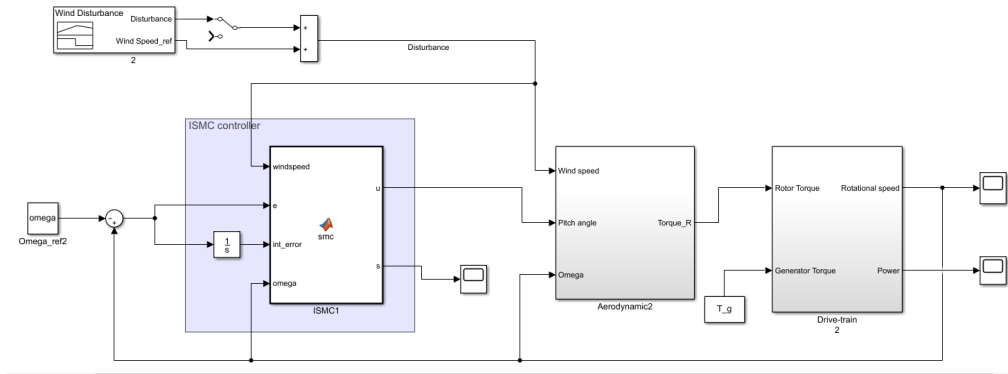 Wind Disturbance
Disturbance
Wind Speed_ref
2
+
+
Disturbance
ISMC controller
windspeed
e
int_error
omega
u
s
smc
ISMC1
omega
Omega_ref2
-
+
1
s
Wind speed
Pitch angle
Omega
Torque_R
Aerodynamic2
T_g
Rotor Torque
Generator Torque
Rotational speed
Power
Drive-train
2